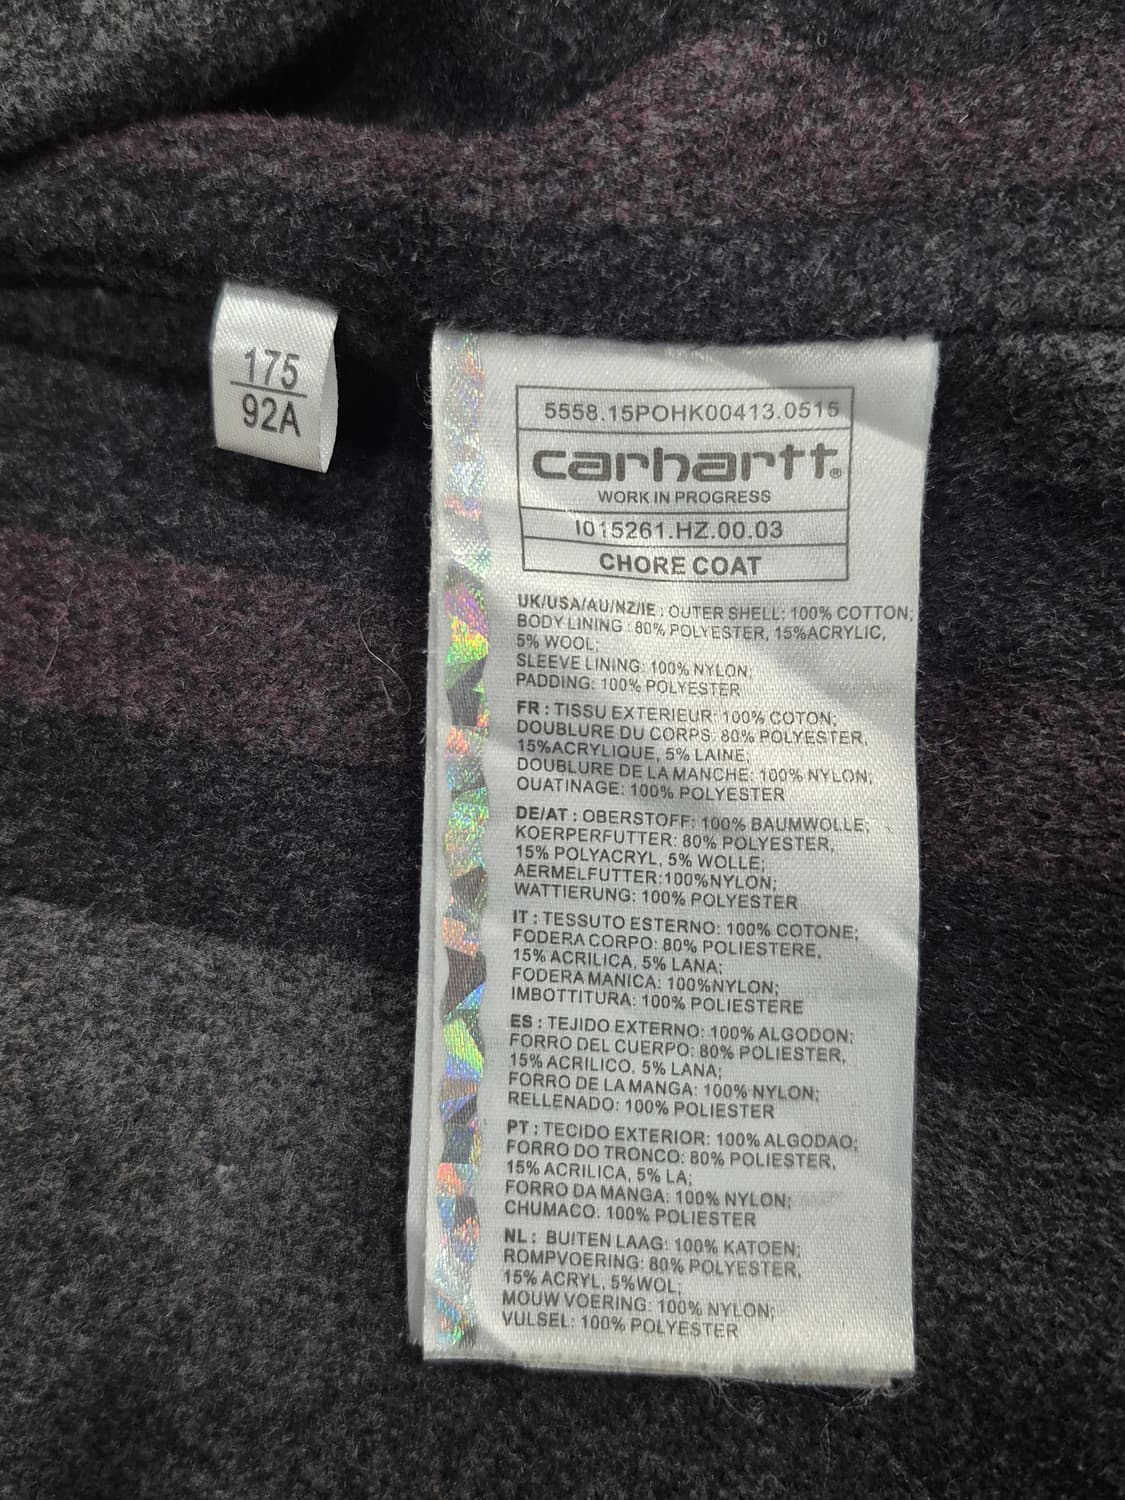 175
92A
5558.15POHK00413.0515
carhartt®
WORK IN PROGRESS
I015261.HZ.00.03
CHORE COAT
UK/USA/AU/NZ/IE : OUTER SHELL: 100% COTTON;
BODY LINING : 80% POLYESTER, 15%ACRYLIC,
5% WOOL;
SLEEVE LINING: 100% NYLON;
PADDING: 100% POLYESTER
FR : TISSU EXTERIEUR: 100% COTON;
DOUBLURE DU CORPS: 80% POLYESTER,
15%ACRYLIQUE, 5% LAINE;
DOUBLURE DE LA MANCHE: 100% NYLON;
OUATINAGE: 100% POLYESTER
DE/AT : OBERSTOFF: 100% BAUMWOLLE;
KOERPERFUTTER: 80% POLYESTER,
15% POLYACRYL, 5% WOLLE;
AERMELFUTTER:100%NYLON;
WATTIERUNG: 100% POLYESTER
IT : TESSUTO ESTERNO: 100% COTONE;
FODERA CORPO: 80% POLIESTERE,
15% ACRILICA, 5% LANA;
FODERA MANICA: 100%NYLON;
IMBOTTITURA: 100% POLIESTERE
ES : TEJIDO EXTERNO: 100% ALGODON;
FORRO DEL CUERPO: 80% POLIESTER,
15% ACRILICO, 5% LANA;
FORRO DE LA MANGA: 100% NYLON;
RELLENADO: 100% POLIESTER
PT : TECIDO EXTERIOR: 100% ALGODAO;
FORRO DO TRONCO: 80% POLIESTER,
15% ACRILICA, 5% LA;
FORRO DA MANGA: 100% NYLON;
CHUMACO: 100% POLIESTER
NL : BUITEN LAAG: 100% KATOEN;
ROMPVOERING: 80% POLYESTER,
15% ACRYL, 5%WOL;
MOUW VOERING: 100% NYLON;
VULSEL: 100% POLYESTER